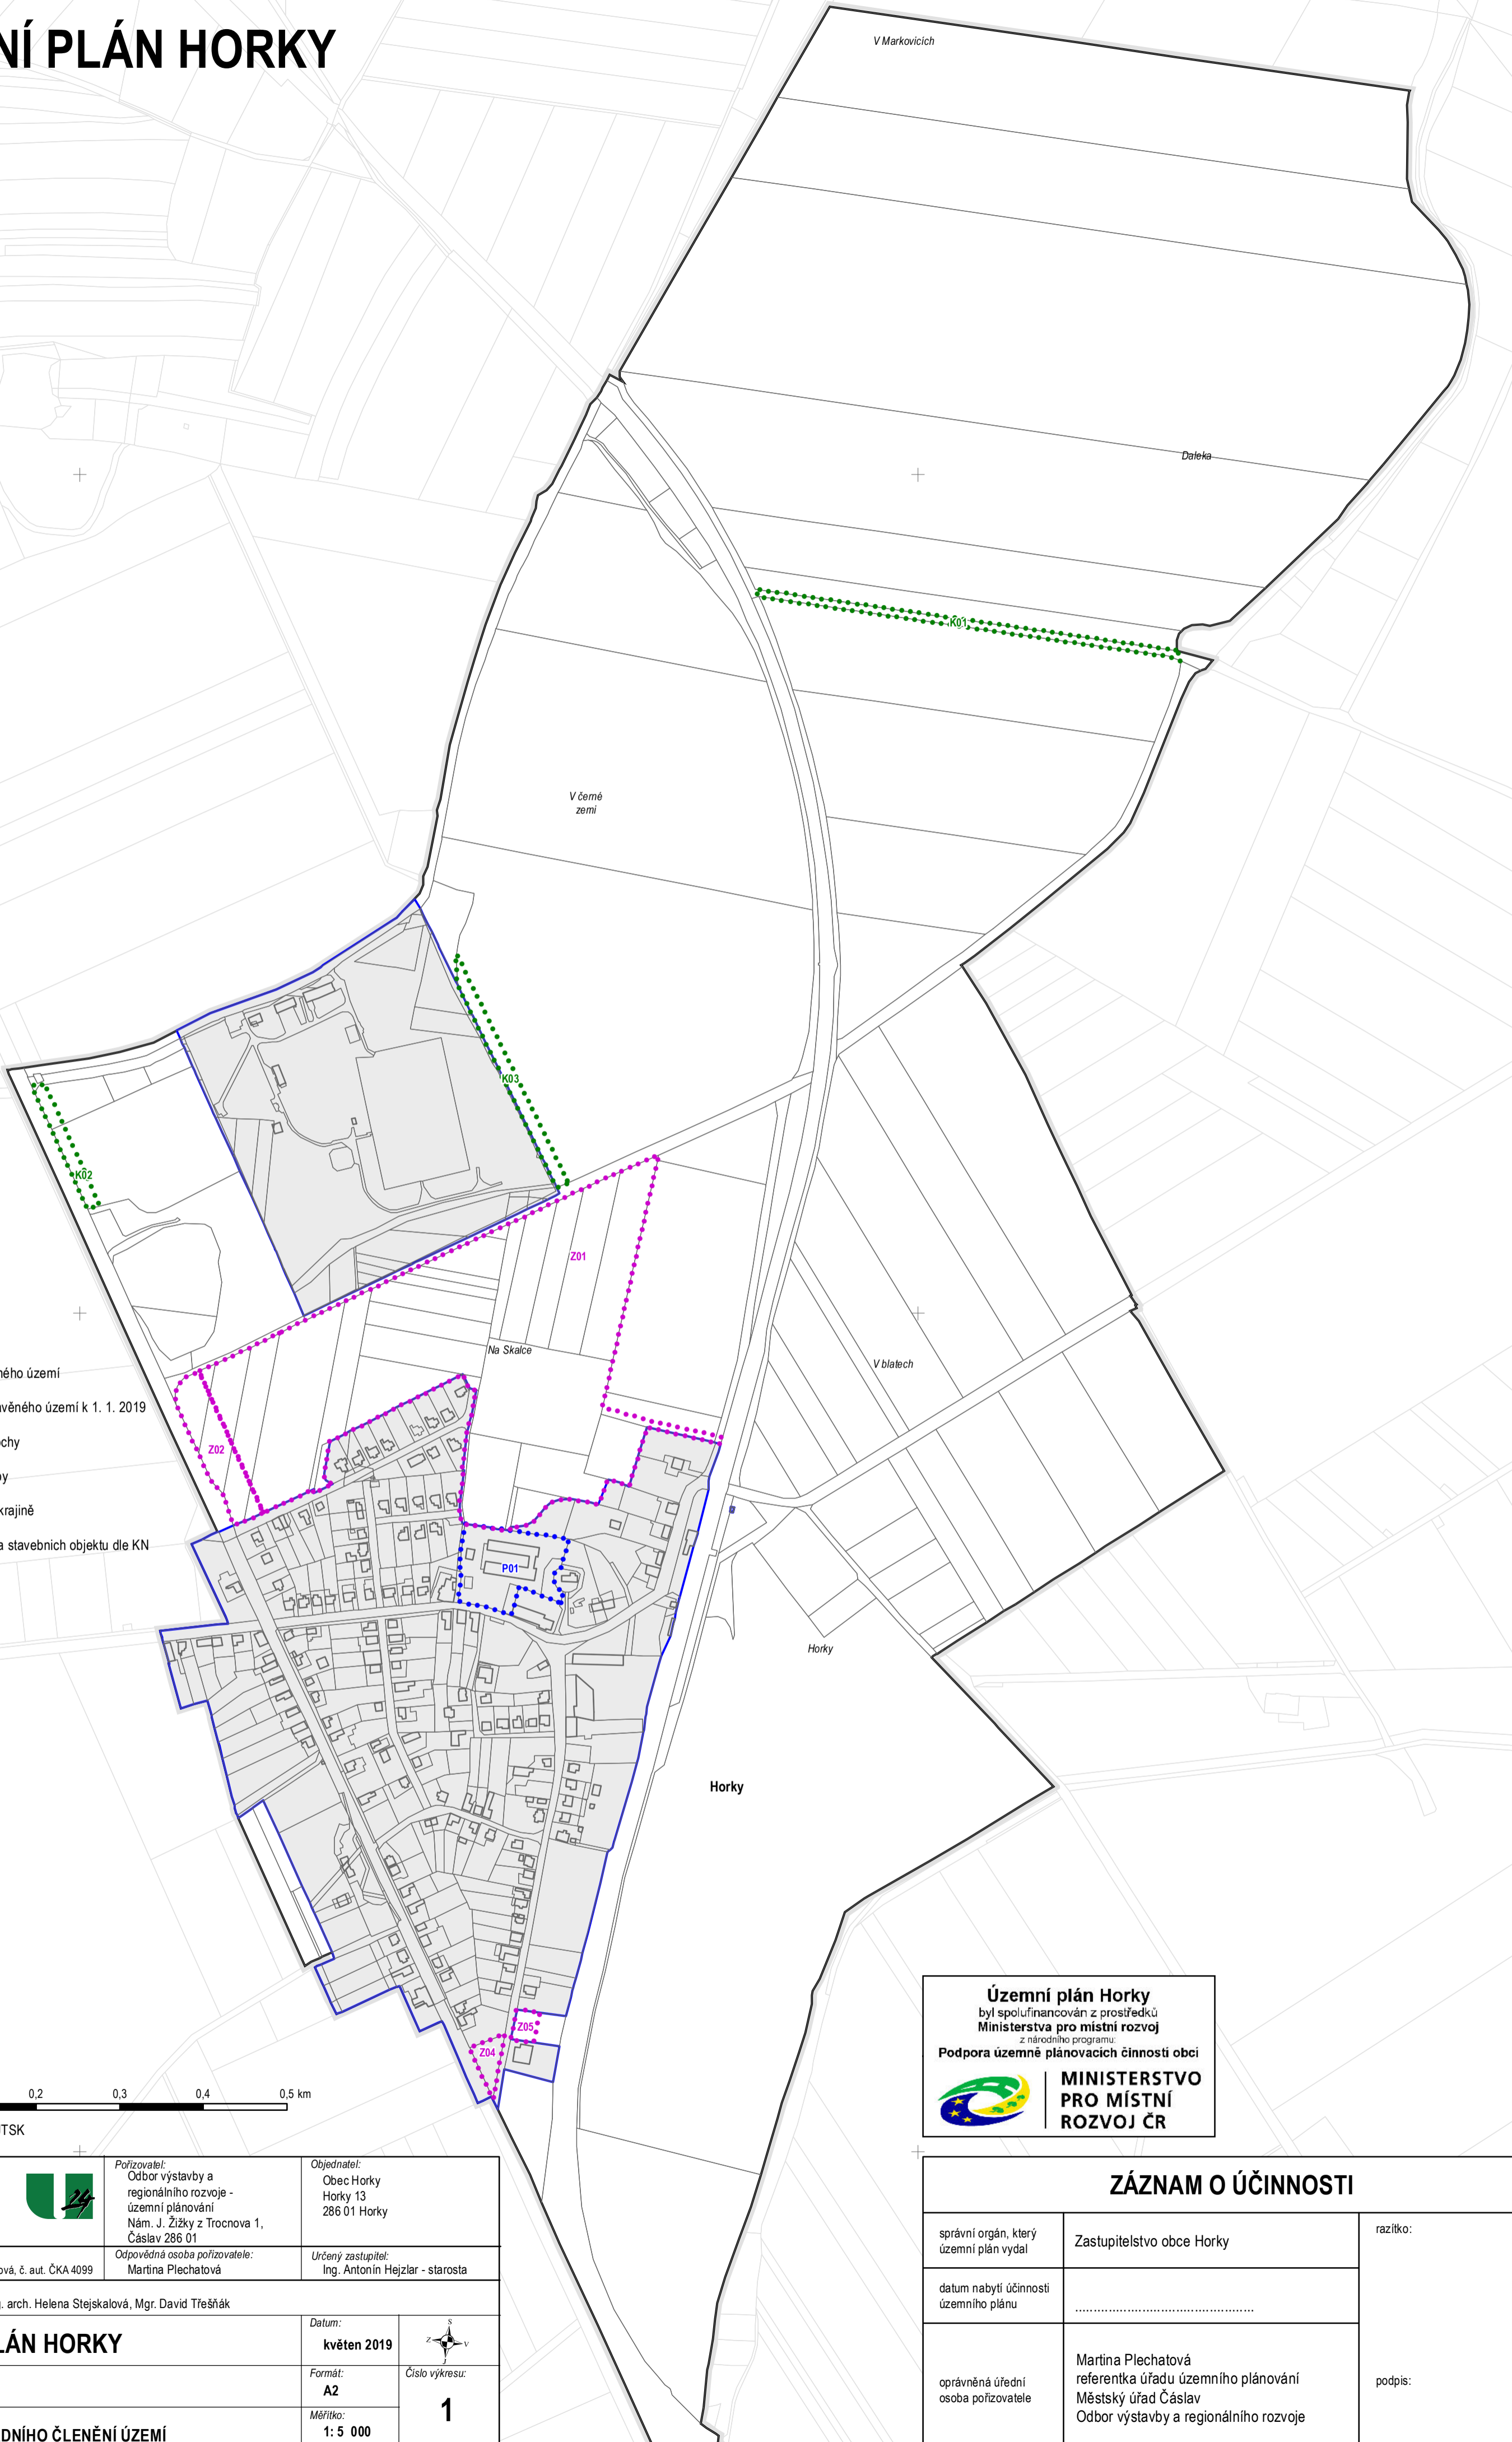 NÍ PLÁN HORKY
V Markovicích
Daleka
K01
V černé
zemi
K03
K02
Z01
Na Skalce
V blatech
Z02
ného území
avěného území k 1. 1. 2019
ochy
by
krajině
a stavebních objektu dle KN
P01
Horky
Horky
Z05
Z04
0,2 0,3 0,4 0,5 km
JTSK
Územní plán Horky
byl spolufinancován z prostředků
Ministerstva pro místní rozvoj
z národního programu:
Podpora územně plánovacích činností obcí
MINISTERSTVO
PRO MÍSTNÍ
ROZVOJ ČR
Pořizovatel:
Odbor výstavby a
regionálního rozvoje -
územní plánování
Nám. J. Žižky z Trocnova 1,
Čáslav 286 01
Objednatel:
Obec Horky
Horky 13
286 01 Horky
U24
ová, č. aut. ČKA 4099
Odpovědná osoba pořizovatele:
Martina Plechatová
Určený zastupitel:
Ing. Antonín Hejzlar - starosta
g. arch. Helena Stejskalová, Mgr. David Třešňák
LÁN HORKY
Datum:
květen 2019
S
Z V
J
Formát:
A2
Číslo výkresu:
1
Měřítko:
1: 5 000
DNÍHO ČLENĚNÍ ÚZEMÍ
ZÁZNAM O ÚČINNOSTI
správní orgán, který
územní plán vydal
Zastupitelstvo obce Horky
razítko:
datum nabytí účinnosti
územního plánu
................................................
oprávněná úřední
osoba pořizovatele
Martina Plechatová
referentka úřadu územního plánování
Městský úřad Čáslav
Odbor výstavby a regionálního rozvoje
podpis: